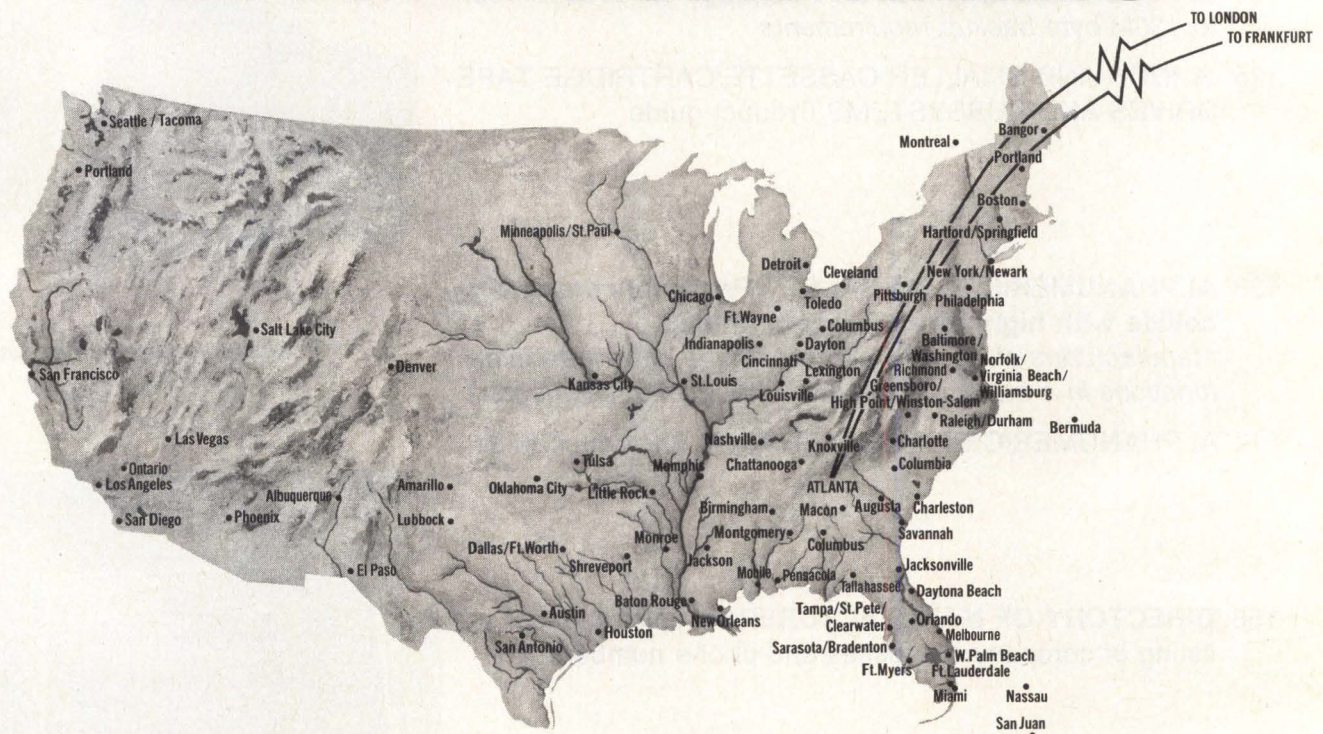 TO LONDON
TO FRANKFURT
Seattle / Tacoma
Portland
Montreal
Bangor
Portland
Boston
Minneapolis/St.Paul
Hartford/Springfield
Detroit
Cleveland
New York/Newark
Chicago
Toledo
Pittsburgh
Philadelphia
Ft.Wayne
Salt Lake City
Columbus
Indianapolis
Dayton
Baltimore/
Washington
Cincinnati
Norfolk/
Virginia Beach/
Williamsburg
San Francisco
Denver
Lexington
Richmond
Kansas City
St.Louis
Louisville
Greensboro/
High Point/Winston-Salem
Raleigh/Durham
Bermuda
Las Vegas
Nashville
Knoxville
Charlotte
Ontario
Los Angeles
Tulsa
Memphis
Chattanooga
Columbia
Albuquerque
Amarillo
Oklahoma City
Little Rock
ATLANTA
San Diego
Phoenix
Lubbock
Birmingham
Macon
Augusta
Charleston
Savannah
Dallas/Ft.Worth
Monroe
Montgomery
Columbus
Shreveport
Jackson
El Paso
Mobile
Pensacola
Tallahassee
Jacksonville
Daytona Beach
Austin
Baton Rouge
New Orleans
Tampa/St.Pete/
Clearwater
Orlando
Houston
Melbourne
San Antonio
Sarasota/Bradenton
W.Palm Beach
Ft.Myers
Ft.Lauderdale
Miami
Nassau
San Juan